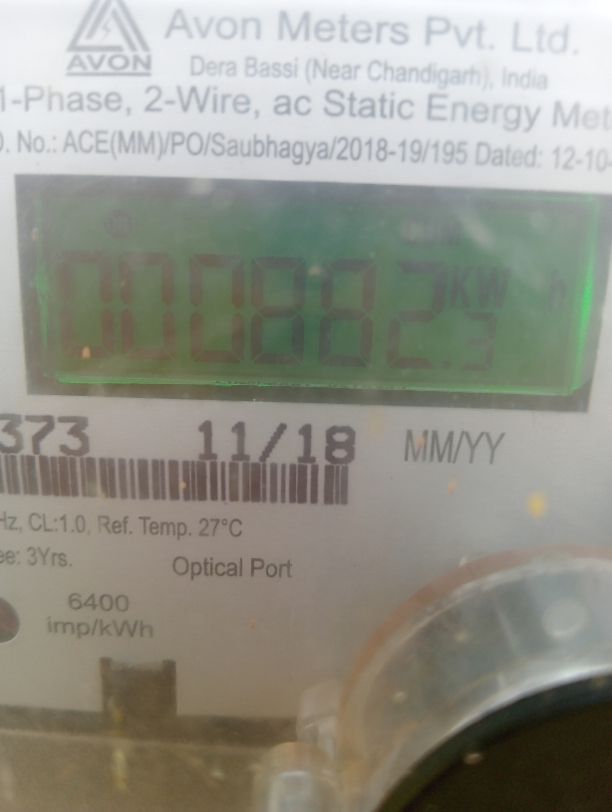 Avon Meters Pvt. Ltd.
AVON
Dera Bassi (Near Chandigarh), India
1-Phase, 2-Wire, ac Static Energy Met
O. No.: ACE(MM)/PO/Saubhagya/2018-19/195 Dated: 12-10-
000882.3 KW h
373 11/18 MM/YY
Hz, CL:1.0, Ref. Temp. 27°C
ee: 3Yrs.
Optical Port
6400
imp/kWh